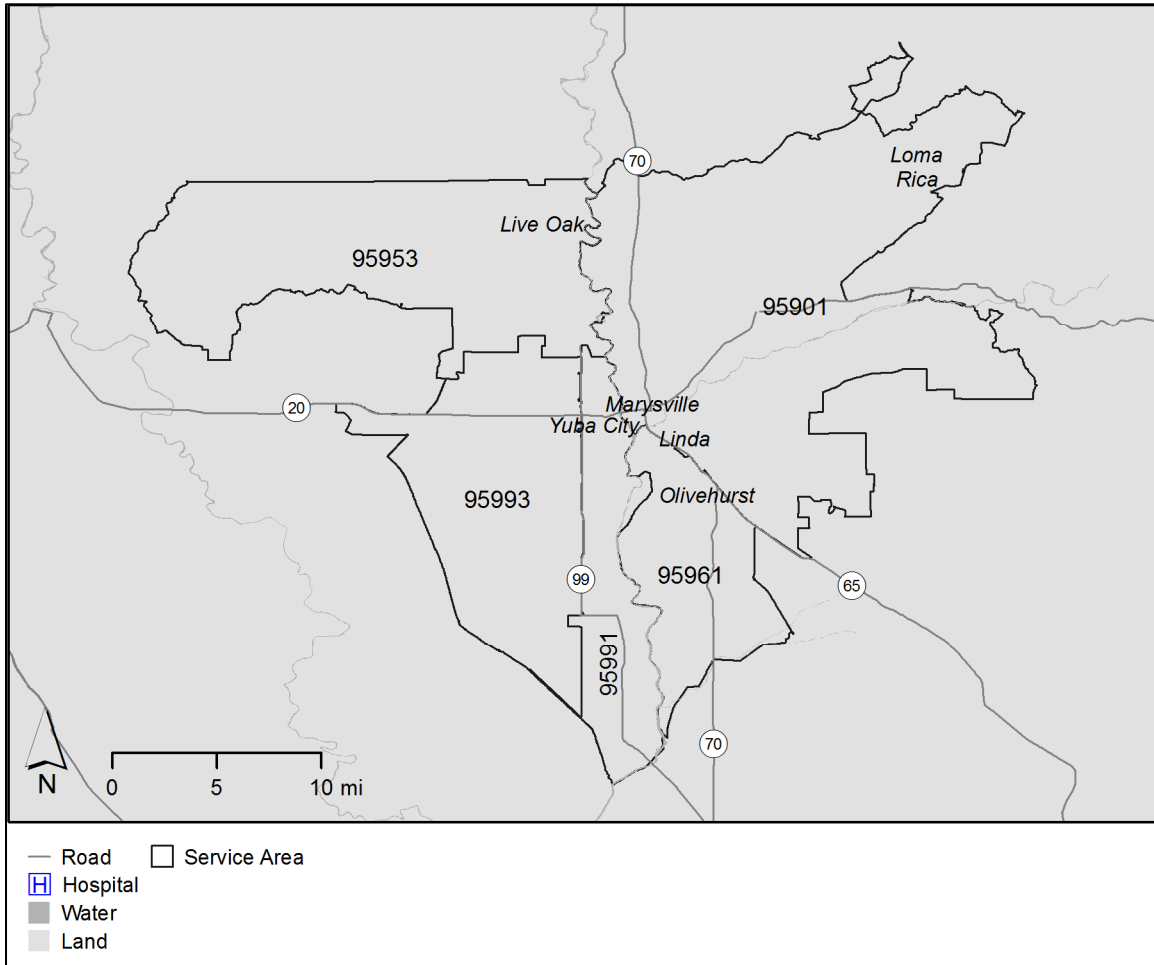 70
Loma
Rica
Live Oak
95953
95901
20
Marysville
Yuba City
Linda
95993
Olivehurst
99
95961
65
95991
70
N
0 5 10 mi
Road
Service Area
H Hospital
Water
Land